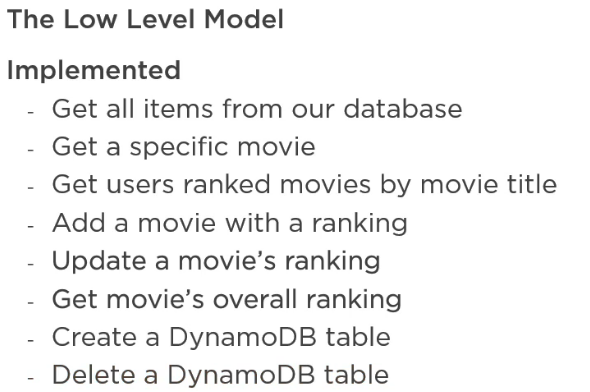 The Low Level Model
Implemented
- Get all items from our database
- Get a specific movie
- Get users ranked movies by movie title
- Add a movie with a ranking
- Update a movie’s ranking
- Get movie’s overall ranking
- Create a DynamoDB table
- Delete a DynamoDB table